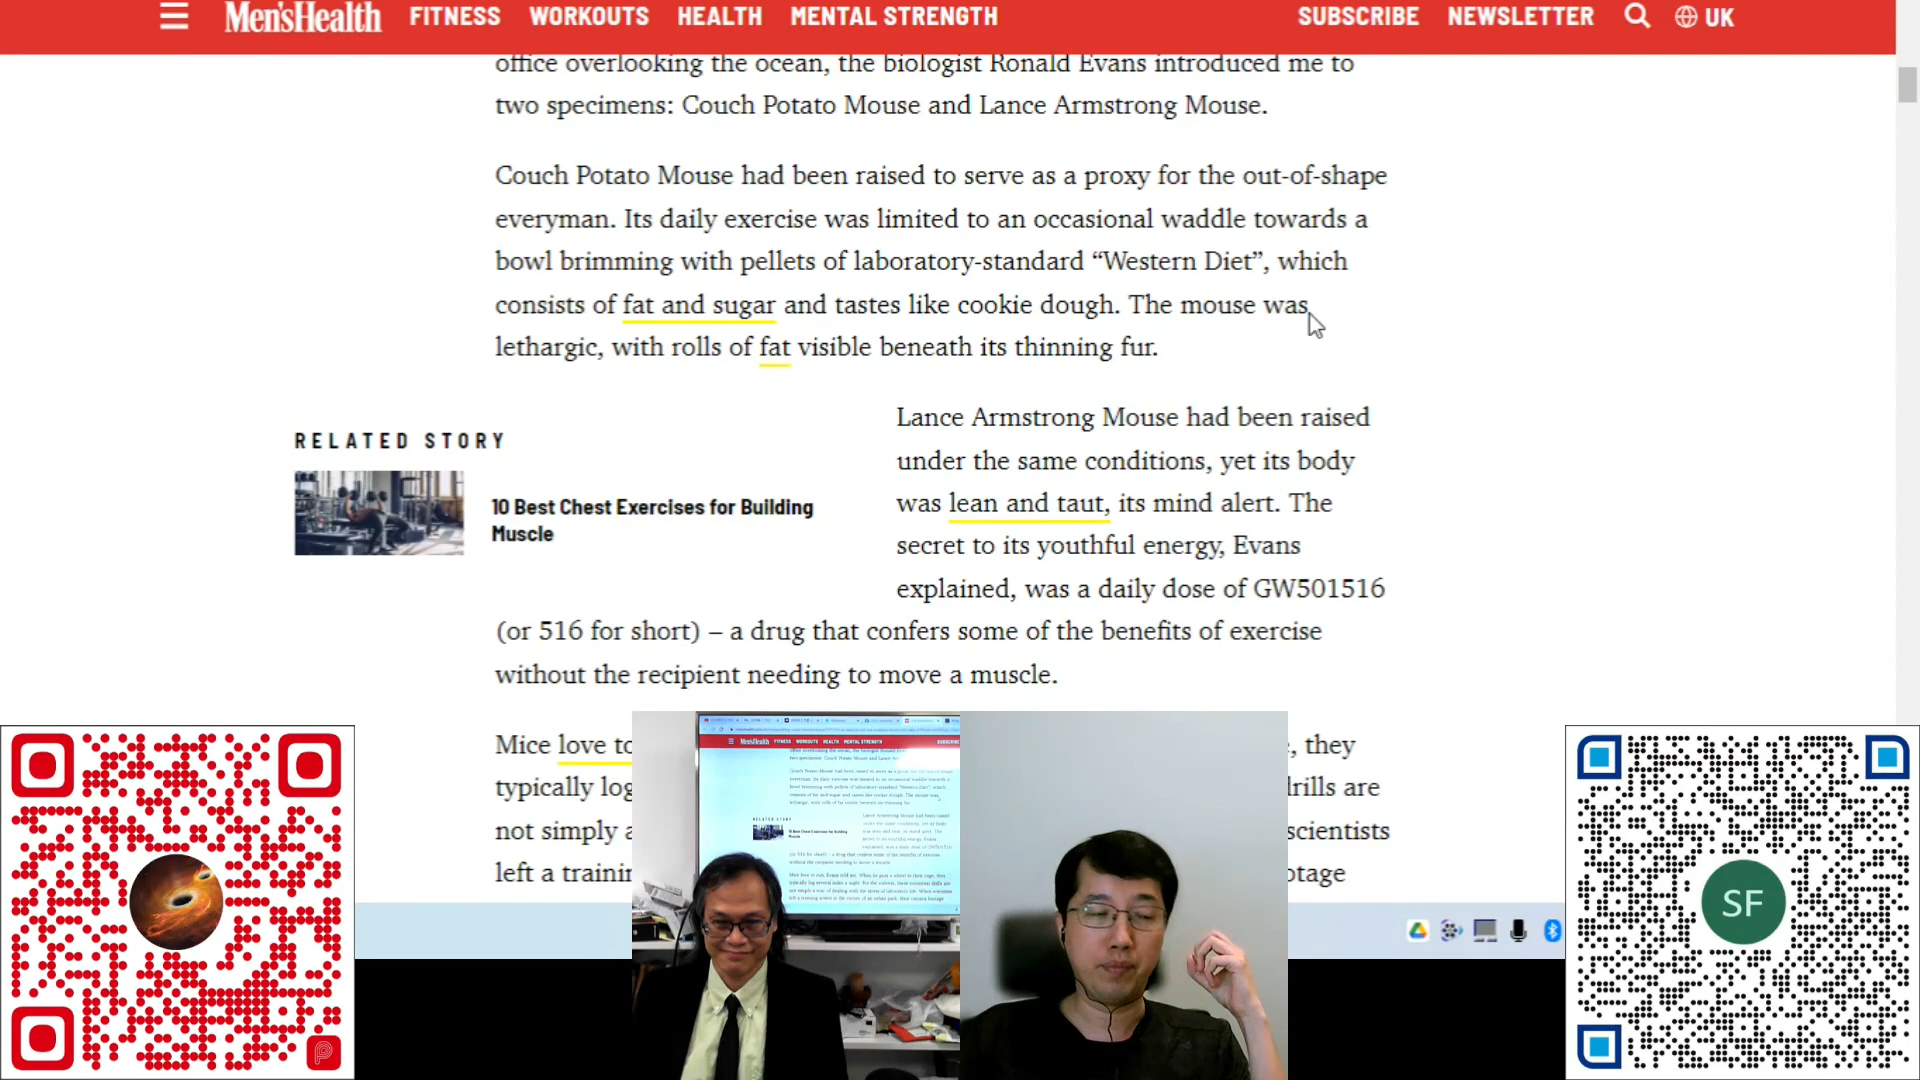 Men'sHealth FITNESS WORKOUTS HEALTH MENTAL STRENGTH SUBSCRIBE NEWSLETTER UK
office overlooking the ocean, the biologist Ronald Evans introduced me to
two specimens: Couch Potato Mouse and Lance Armstrong Mouse.
Couch Potato Mouse had been raised to serve as a proxy for the out-of-shape
everyman. Its daily exercise was limited to an occasional waddle towards a
bowl brimming with pellets of laboratory-standard “Western Diet”, which
consists of fat and sugar and tastes like cookie dough. The mouse was
lethargic, with rolls of fat visible beneath its thinning fur.
RELATED STORY
10 Best Chest Exercises for Building
Muscle
Lance Armstrong Mouse had been raised
under the same conditions, yet its body
was lean and taut, its mind alert. The
secret to its youthful energy, Evans
explained, was a daily dose of GW501516
(or 516 for short) – a drug that confers some of the benefits of exercise
without the recipient needing to move a muscle.
Mice love to , they
typically log drills are
not simply a scientists
left a trainin otage
SF